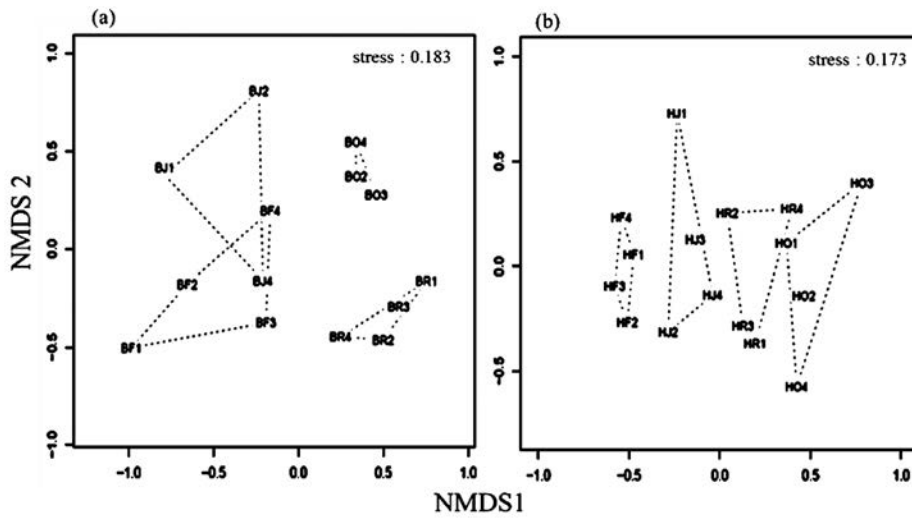 (a)
stress : 0.183
NMDS 2
1.0
0.5
0.0
−0.5
−1.0
BJ2
BJ1
BO4
BO2
BO3
BF4
BF2
BJ4
BR1
BR3
BF3
BR4
BR2
BF1
−1.0 −0.5 0.0 0.5 1.0
(b)
stress : 0.173
1.0
0.5
0.0
−0.5
HJ1
HO3
HR2
HR4
HF4
HJ3
HO1
HF1
HF3
HJ4
HO2
HF2
HR3
HJ2
HR1
HO4
−1.0 −0.5 0.0 0.5 1.0
NMDS1